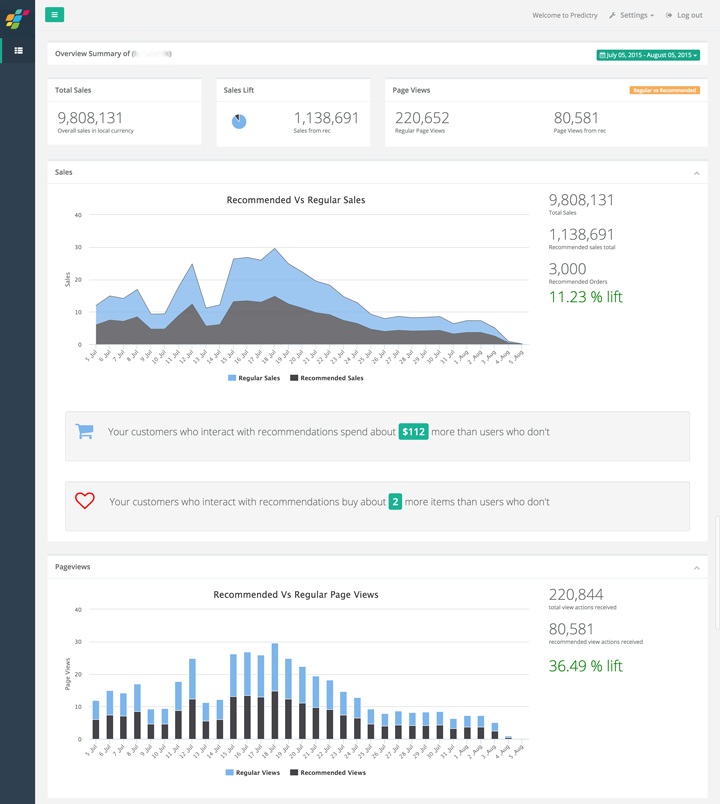 Welcome to Predictry Settings Log out
Overview Summary of
July 05, 2015 - August 05, 2015
Total Sales
9,808,131
Overall sales in local currency
Sales Lift
1,138,691
Sales from rec
Page Views
Regular vs Recommended
220,652
Regular Page Views
80,581
Page Views from rec
Sales
Recommended Vs Regular Sales
40
30
20
10
0
Sales
5. Jul 6. Jul 7. Jul 8. Jul 9. Jul 10. Jul 11. Jul 12. Jul 13. Jul 14. Jul 15. Jul 16. Jul 17. Jul 18. Jul 19. Jul 20. Jul 21. Jul 22. Jul 23. Jul 24. Jul 25. Jul 26. Jul 27. Jul 28. Jul 29. Jul 30. Jul 31. Jul 1. Aug 2. Aug 3. Aug 4. Aug 5. Aug
Regular Sales Recommended Sales
9,808,131
Total Sales
1,138,691
Recommended sales total
3,000
Recommended Orders
11.23 % lift
Your customers who interact with recommendations spend about $112 more than users who don't
Your customers who interact with recommendations buy about 2 more items than users who don't
Pageviews
Recommended Vs Regular Page Views
40
30
20
10
0
Page Views
5. Jul 6. Jul 7. Jul 8. Jul 9. Jul 10. Jul 11. Jul 12. Jul 13. Jul 14. Jul 15. Jul 16. Jul 17. Jul 18. Jul 19. Jul 20. Jul 21. Jul 22. Jul 23. Jul 24. Jul 25. Jul 26. Jul 27. Jul 28. Jul 29. Jul 30. Jul 31. Jul 1. Aug 2. Aug 3. Aug 4. Aug 5. Aug
Regular Views Recommended Views
220,844
total view actions received
80,581
recommended view actions received
36.49 % lift